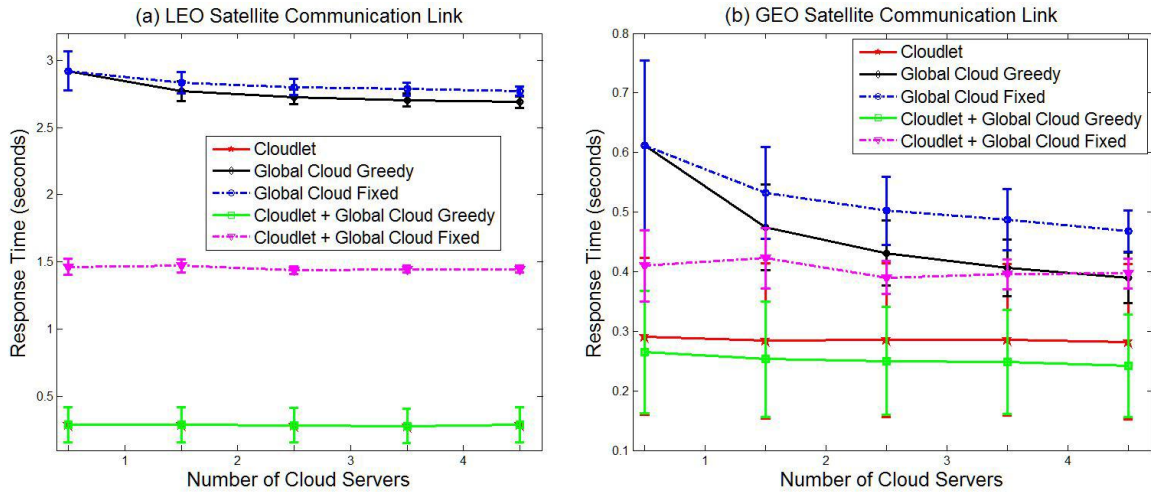 (a) LEO Satellite Communication Link
Response Time (seconds)
3
2.5
2
1.5
1
0.5
Cloudlet
Global Cloud Greedy
Global Cloud Fixed
Cloudlet + Global Cloud Greedy
Cloudlet + Global Cloud Fixed
1 2 3 4
Number of Cloud Servers
(b) GEO Satellite Communication Link
Response Time (seconds)
0.8
0.7
0.6
0.5
0.4
0.3
0.2
0.1
Cloudlet
Global Cloud Greedy
Global Cloud Fixed
Cloudlet + Global Cloud Greedy
Cloudlet + Global Cloud Fixed
1 2 3 4
Number of Cloud Servers